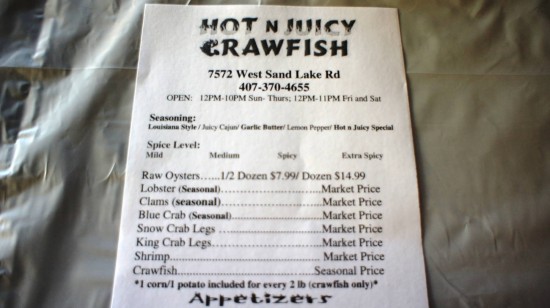 HOT N JUICY
CRAWFISH
7572 West Sand Lake Rd
407-370-4655
OPEN: 12PM-10PM Sun- Thurs; 12PM-11PM Fri and Sat
Seasoning:
Louisiana Style / Juicy Cajun/ Garlic Butter/ Lemon Pepper/ Hot n Juicy Special
Spice Level:
Mild Medium Spicy Extra Spicy
Raw Oysters......1/2 Dozen $7.99/ Dozen $14.99
Lobster (Seasonal)..............................Market Price
Clams (seasonal)................................Market Price
Blue Crab (Seasonal)..........................Market Price
Snow Crab Legs ................................Market Price
King Crab Legs..................................Market Price
Shrimp................................................Market Price
Crawfish..........................................Seasonal Price
*1 corn/1 potato included for every 2 lb (crawfish only)*
Appetizers